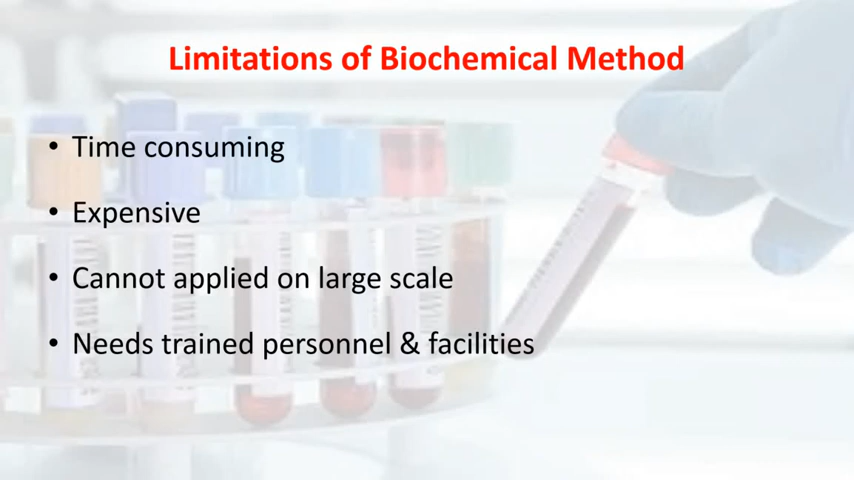 Limitations of Biochemical Method
• Time consuming
• Expensive
• Cannot applied on large scale
• Needs trained personnel & facilities